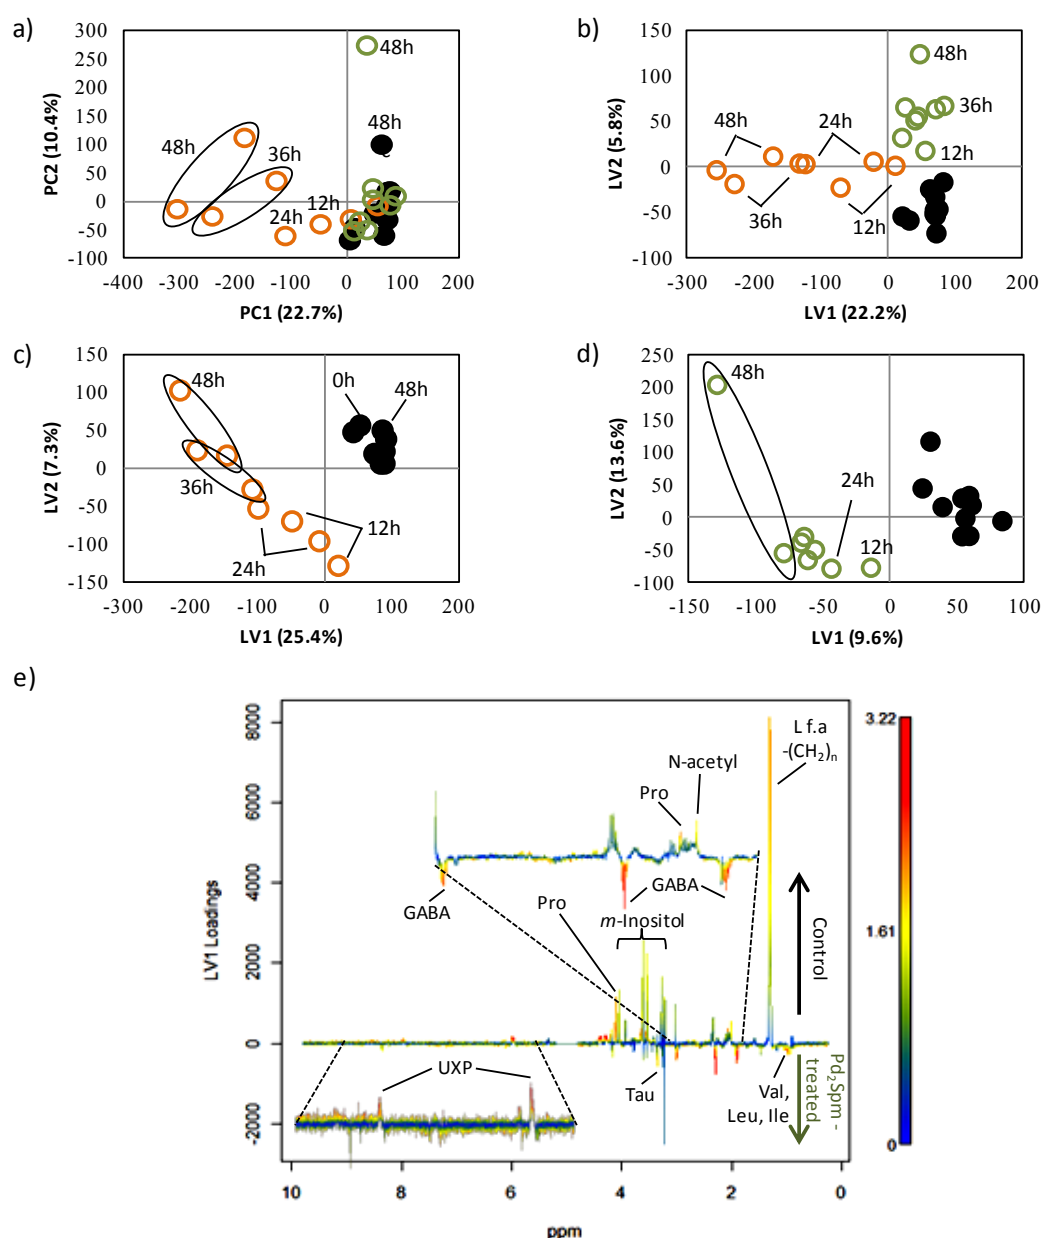 a)
PC2 (10.4%)
300
250
200
150
100
50
0
-50
-100
-400 -300 -200 -100 0 100 200
PC1 (22.7%)
48h
48h
48h
36h
24h
12h
b)
LV2 (5.8%)
150
100
50
0
-50
-100
-300 -200 -100 0 100 200
LV1 (22.2%)
48h
36h
12h
48h
24h
36h
12h
c)
LV2 (7.3%)
150
100
50
0
-50
-100
-150
-300 -200 -100 0 100 200
LV1 (25.4%)
48h
0h
48h
36h
12h
24h
d)
LV2 (13.6%)
250
200
150
100
50
0
-50
-100
-150 -100 -50 0 50 100
LV1 (9.6%)
48h
24h
12h
e)
LV1 Loadings
8000
6000
4000
2000
0
-2000
10 8 6 4 2 0
ppm
L f.a
-(CH₂)ₙ
N-acetyl
Pro
GABA
GABA
Pro
m-Inositol
Control
UXP
Tau
Val,
Leu, Ile
Pd₂Spm -
treated
3.22
1.61
0